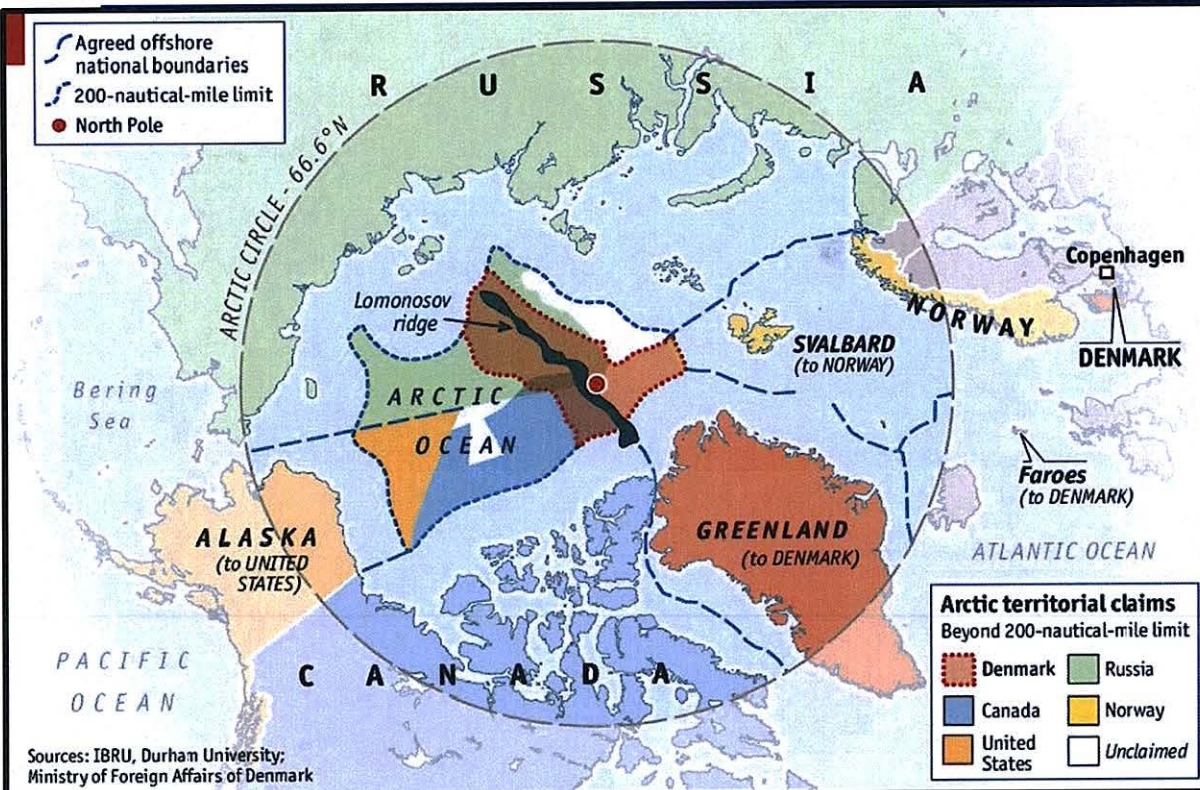 Agreed offshore
national boundaries
200-nautical-mile limit
North Pole
ARCTIC CIRCLE - 66.6°N
RUSSIA
Lomonosov
ridge
ARCTIC
OCEAN
Bering
Sea
SVALBARD
(to NORWAY)
NORWAY
Copenhagen
DENMARK
Faroes
(to DENMARK)
ATLANTIC OCEAN
ALASKA
(to UNITED
STATES)
GREENLAND
(to DENMARK)
PACIFIC
OCEAN
CANADA
Arctic territorial claims
Beyond 200-nautical-mile limit
Denmark
Russia
Canada
Norway
United
States
Unclaimed
Sources: IBRU, Durham University;
Ministry of Foreign Affairs of Denmark